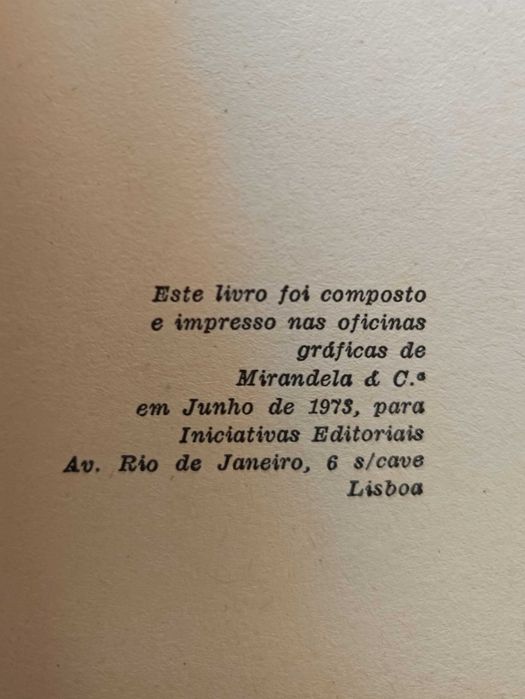 Este livro foi composto
e impresso nas oficinas
gráficas de
Mirandela & C.ª
em Junho de 1973, para
Iniciativas Editoriais
Av. Rio de Janeiro, 6 s/cave
Lisboa